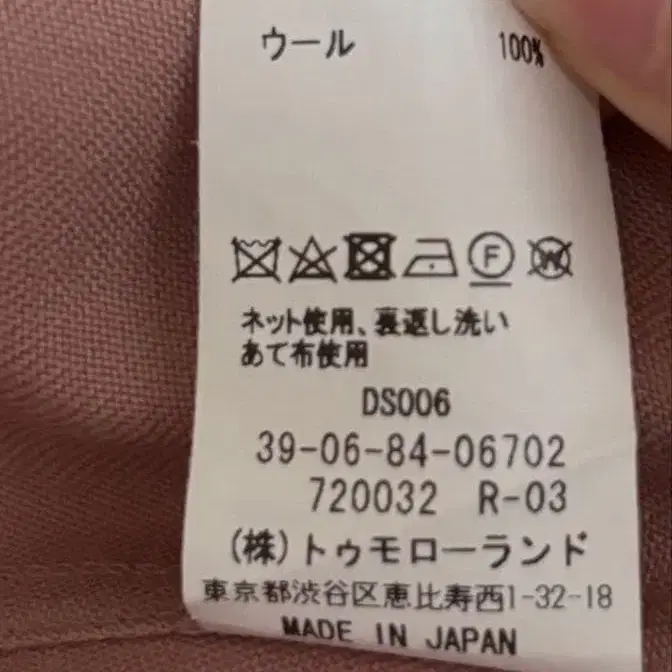 ウール 100%
F W
ネット使用、裏返し洗い
あて布使用
DS006
39-06-84-06702
720032 R-03
(株)トゥモローランド
東京都渋谷区恵比寿西1-32-18
MADE IN JAPAN